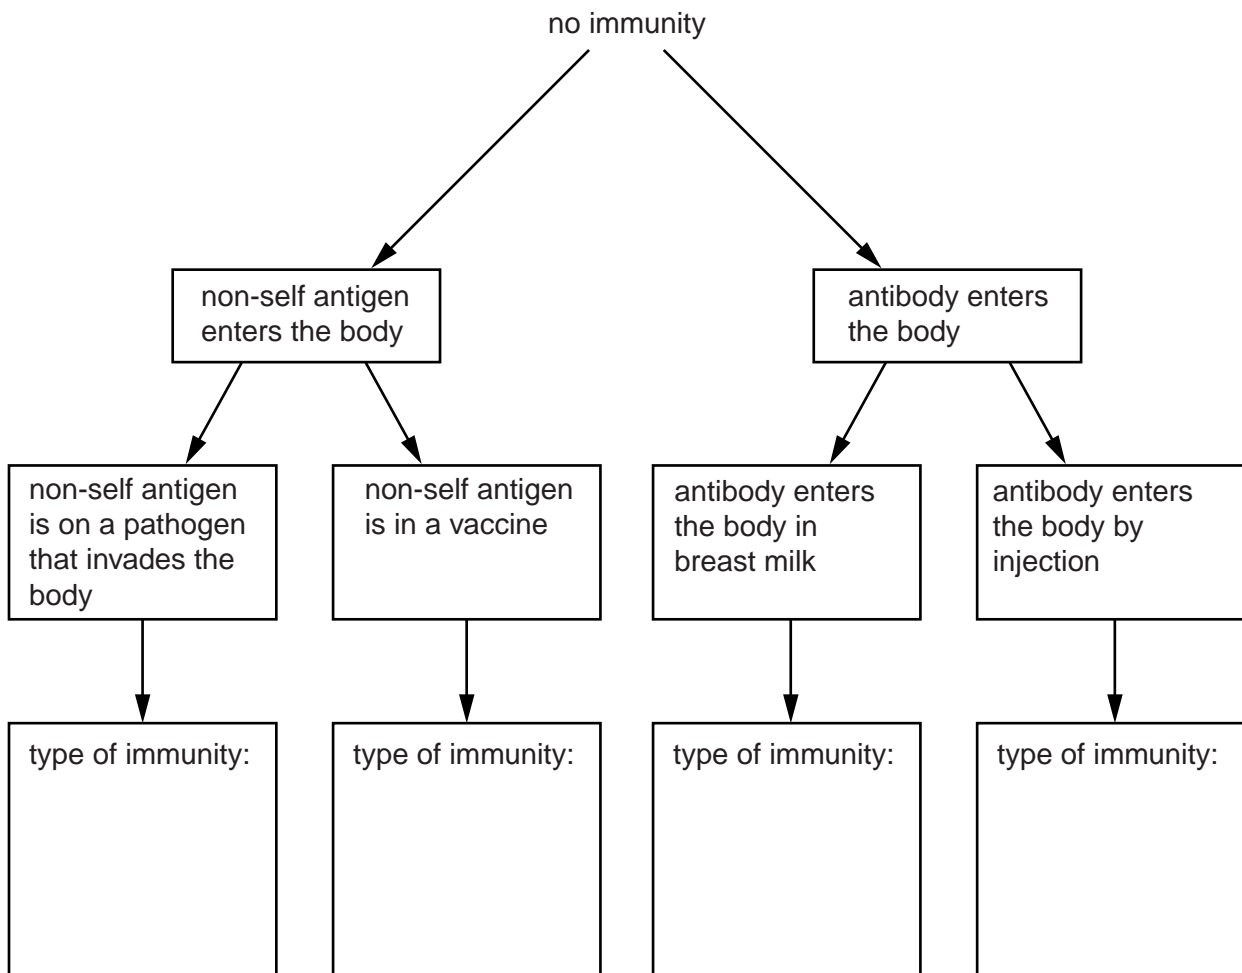 no immunity
non-self antigen
enters the body
antibody enters
the body
non-self antigen
is on a pathogen
that invades the
body
non-self antigen
is in a vaccine
antibody enters
the body in
breast milk
antibody enters
the body by
injection
type of immunity:
type of immunity:
type of immunity:
type of immunity: